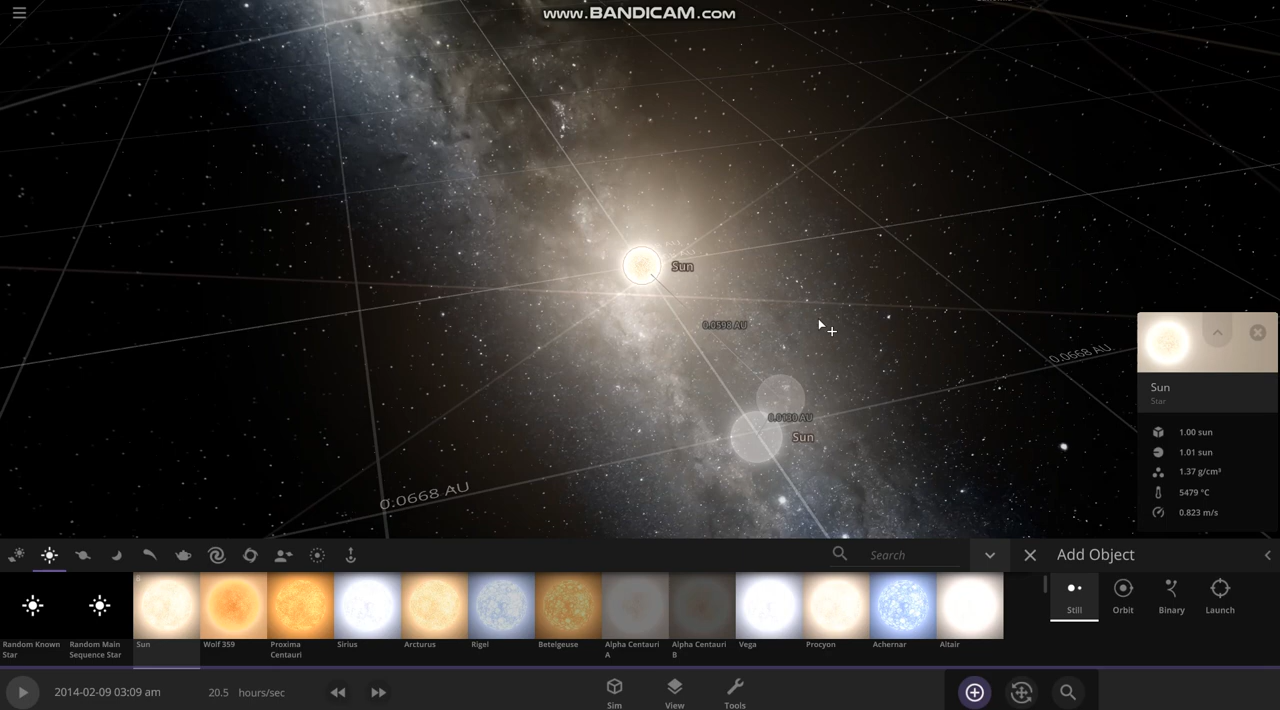 www.BANDICAM.com
Sun
0.0598 AU
0.0668 AU
0.0130 AU
Sun
0.0668 AU
Sun
Star
1.00 sun
1.01 sun
1.37 g/cm³
5479 °C
0.823 m/s
Search
Add Object
Random Known Star
Random Main Sequence Star
Sun
Wolf 359
Proxima Centauri
Sirius
Arcturus
Rigel
Betelgeuse
Alpha Centauri A
Alpha Centauri B
Vega
Procyon
Achernar
Altair
Still
Orbit
Binary
Launch
2014-02-09 03:09 am
20.5 hours/sec
Sim
View
Tools